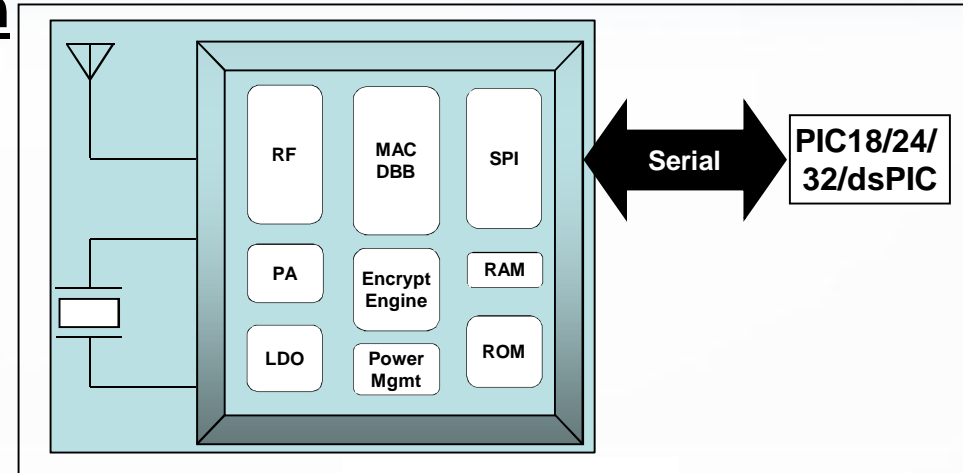 RF
MAC
DBB
SPI
PA
Encrypt
Engine
RAM
LDO
Power
Mgmt
ROM
Serial
PIC18/24/
32/dsPIC